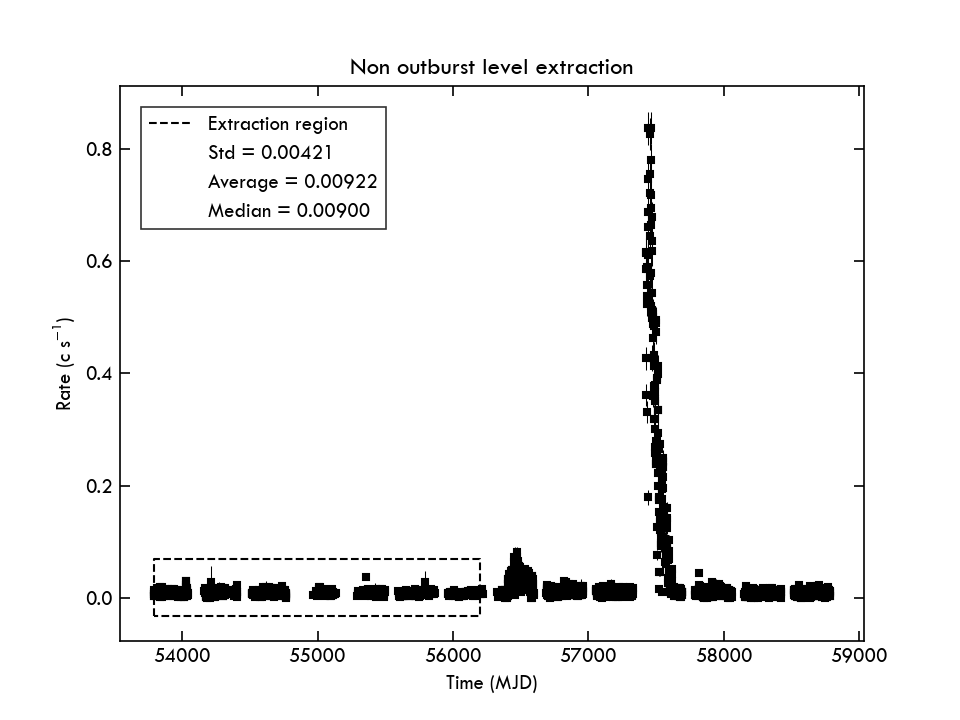 Non outburst level extraction
Extraction region
Std = 0.00421
Average = 0.00922
Median = 0.00900
0.8
0.6
0.4
0.2
0.0
Rate (c s⁻¹)
54000 55000 56000 57000 58000 59000
Time (MJD)